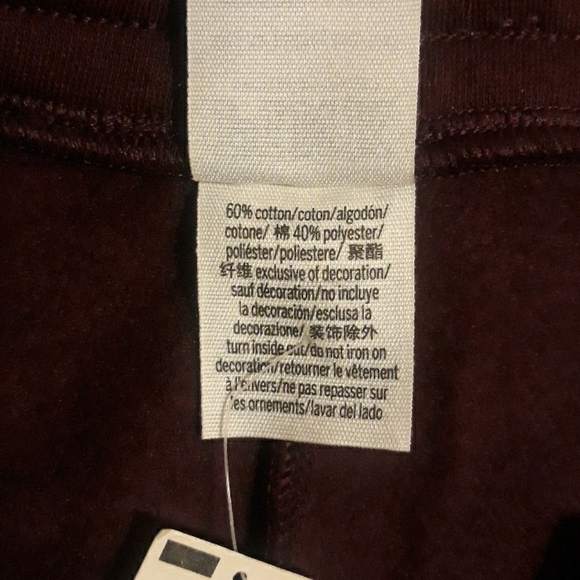 60% cotton/coton/algodón/
cotone/ 棉 40% polyester/
poliéster/poliestere/ 聚酯
纤维 exclusive of decoration/
sauf décoration/no incluye
la decoración/esclusa la
decorazione/ 装饰除外
turn inside out/do not iron on
decoration/retourner le vêtement
à l'envers/ne pas repasser sur
les ornements/lavar del lado